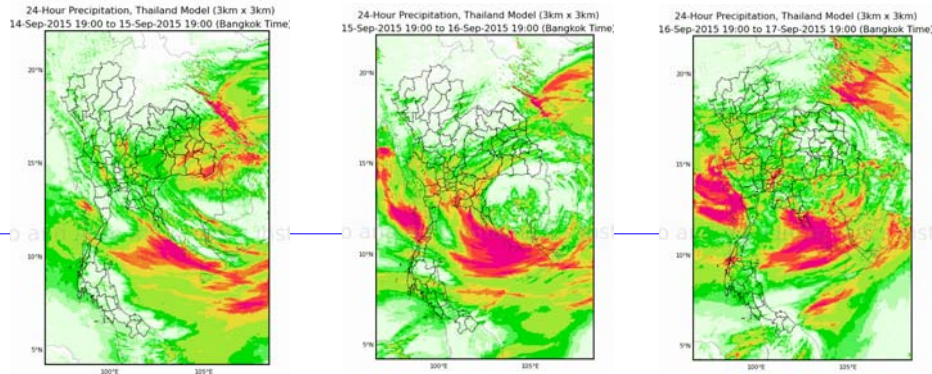 24-Hour Precipitation, Thailand Model (3km x 3km)
14-Sep-2015 19:00 to 15-Sep-2015 19:00 (Bangkok Time)
20°N
15°N
10°N
5°N
100°E
105°E
24-Hour Precipitation, Thailand Model (3km x 3km)
15-Sep-2015 19:00 to 16-Sep-2015 19:00 (Bangkok Time)
20°N
15°N
10°N
5°N
100°E
105°E
24-Hour Precipitation, Thailand Model (3km x 3km)
16-Sep-2015 19:00 to 17-Sep-2015 19:00 (Bangkok Time)
20°N
15°N
10°N
5°N
100°E
105°E